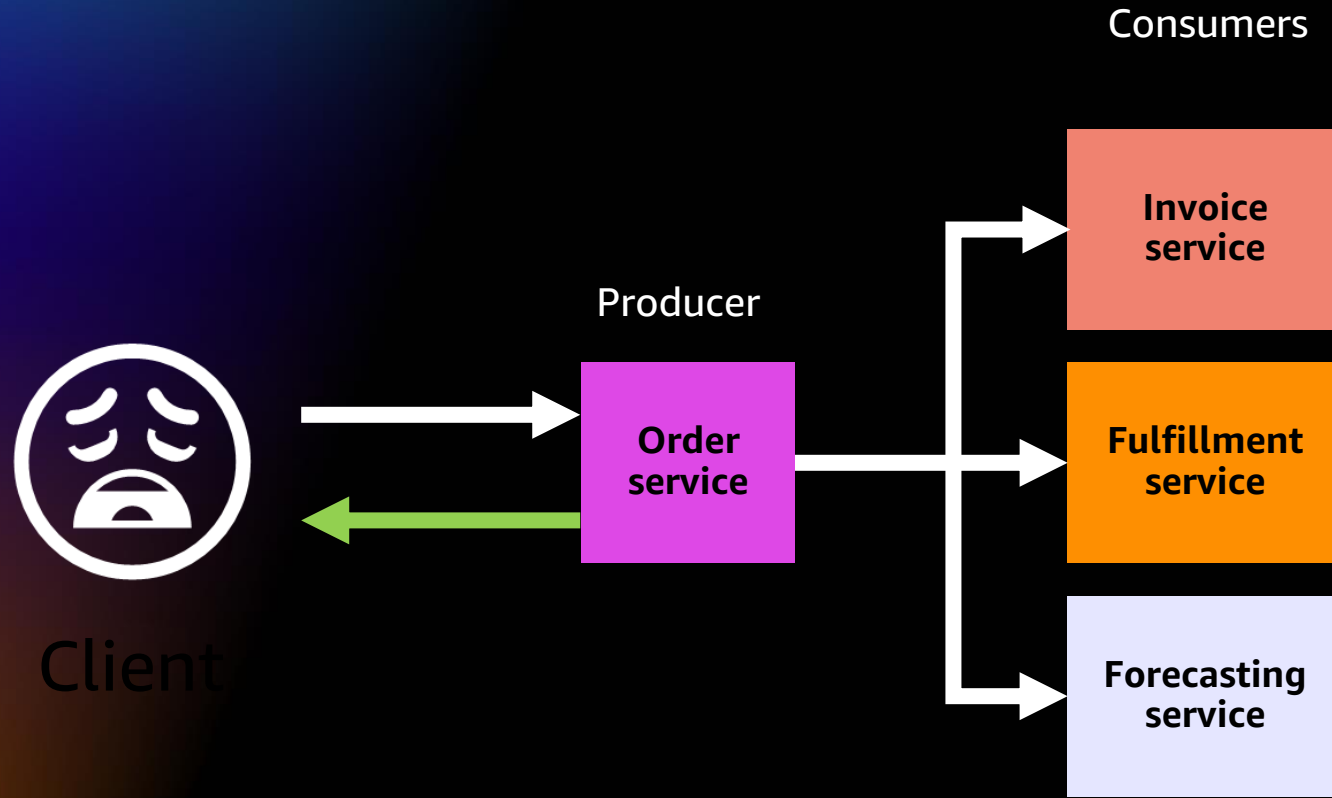 Consumers
Invoice
service
Producer
Order
service
Fulfillment
service
Client
Forecasting
service